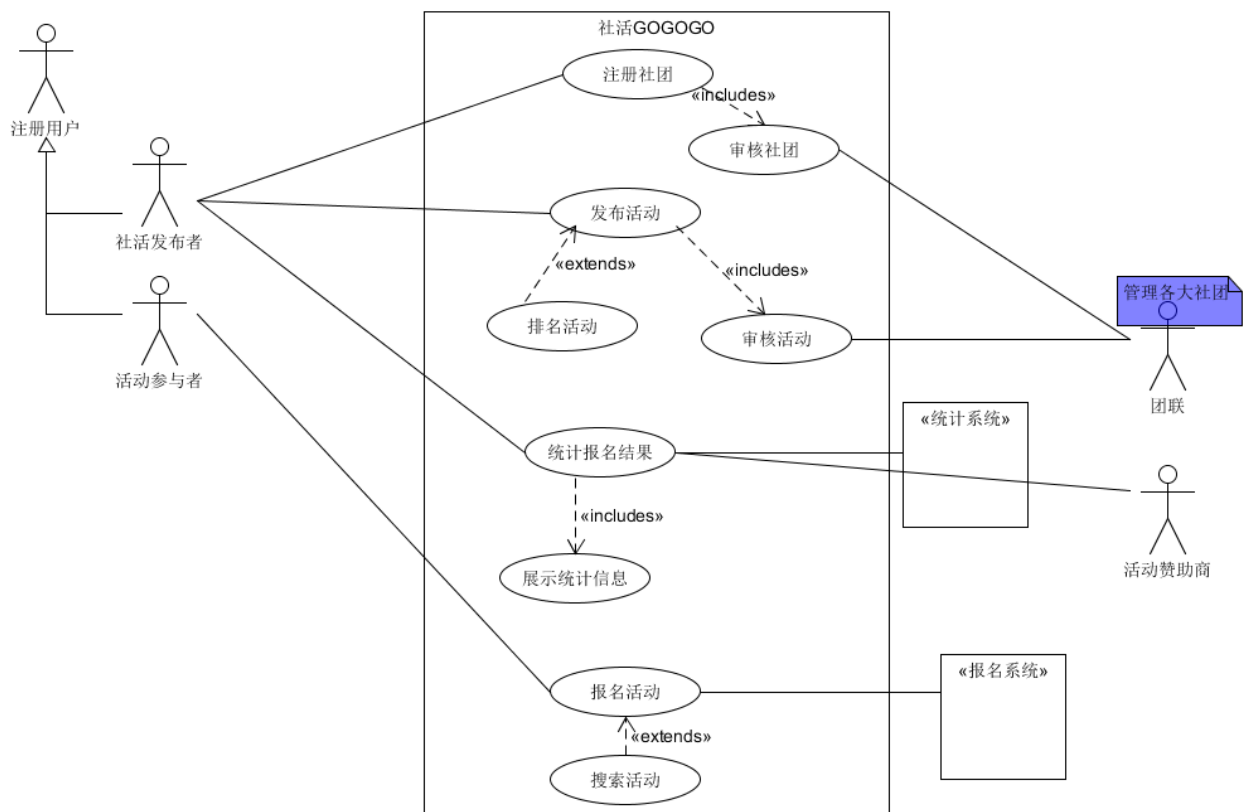 社活GOGOGO
注册社团
«includes»
注册用户
审核社团
发布活动
社活发布者
«extends»
«includes»
管理各大社团
排名活动
审核活动
活动参与者
团联
«统计系统»
统计报名结果
«includes»
展示统计信息
活动赞助商
«报名系统»
报名活动
«extends»
搜索活动